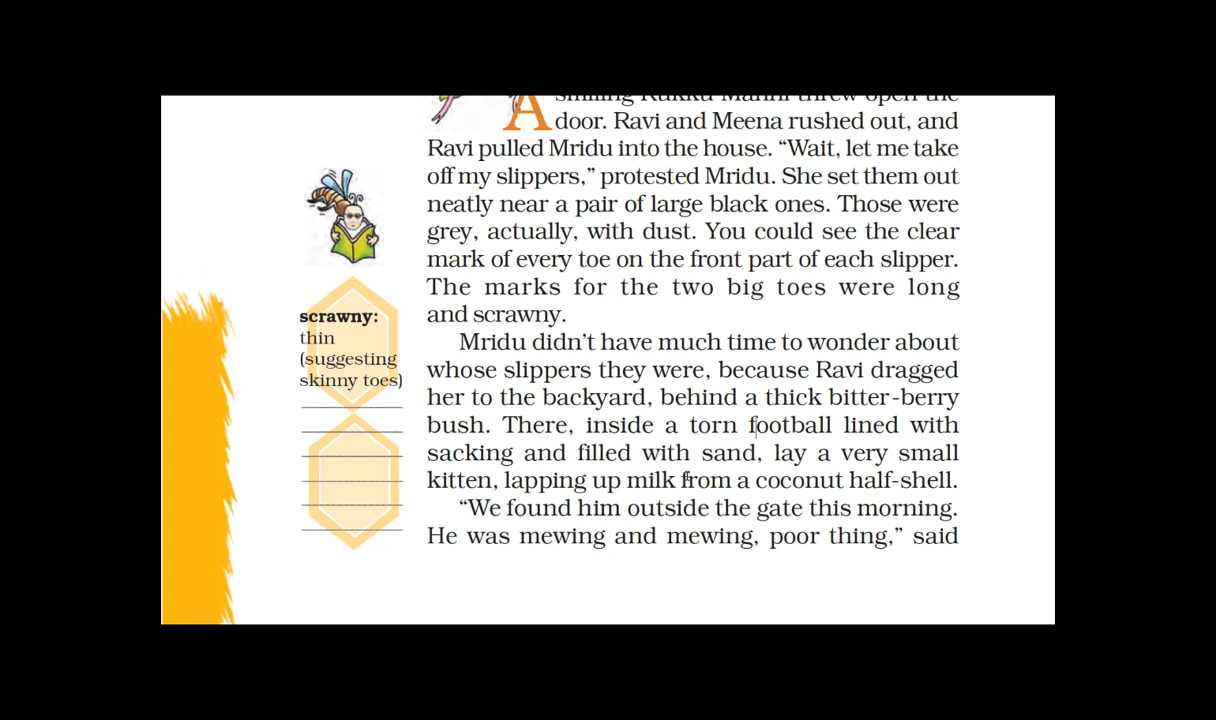 A smiling Rukku Manni threw open the
door. Ravi and Meena rushed out, and
Ravi pulled Mridu into the house. “Wait, let me take
off my slippers,” protested Mridu. She set them out
neatly near a pair of large black ones. Those were
grey, actually, with dust. You could see the clear
mark of every toe on the front part of each slipper.
The marks for the two big toes were long
and scrawny.
scrawny:
thin
(suggesting
skinny toes)
Mridu didn’t have much time to wonder about
whose slippers they were, because Ravi dragged
her to the backyard, behind a thick bitter-berry
bush. There, inside a torn football lined with
sacking and filled with sand, lay a very small
kitten, lapping up milk from a coconut half-shell.
“We found him outside the gate this morning.
He was mewing and mewing, poor thing,” said